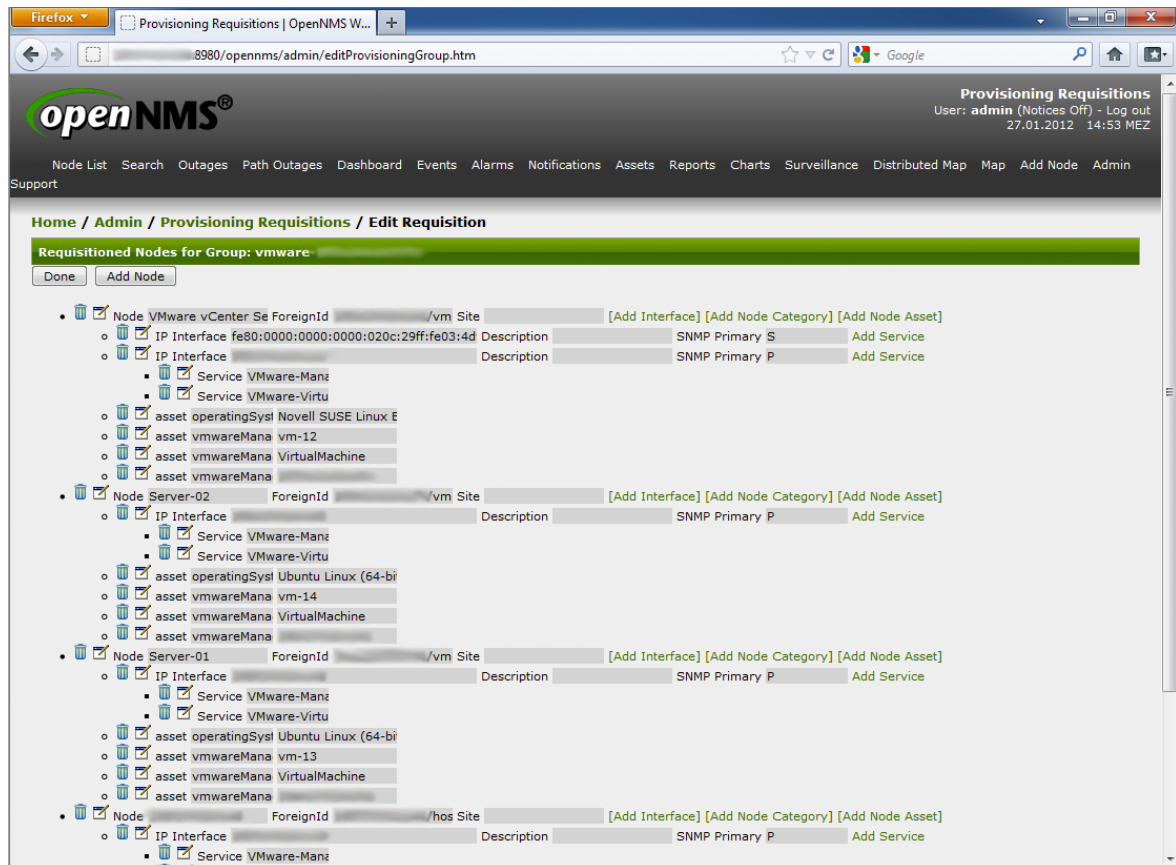 Firefox
Provisioning Requisitions | OpenNMS W...
:8980/opennms/admin/editProvisioningGroup.htm
Google
openNMS®
Provisioning Requisitions
User: admin (Notices Off) - Log out
27.01.2012 14:53 MEZ
Node List Search Outages Path Outages Dashboard Events Alarms Notifications Assets Reports Charts Surveillance Distributed Map Map Add Node Admin
Support
Home / Admin / Provisioning Requisitions / Edit Requisition
Requisitioned Nodes for Group: vmware-
Done Add Node
Node VMware vCenter Se ForeignId /vm Site [Add Interface] [Add Node Category] [Add Node Asset]
IP Interface fe80:0000:0000:0000:020c:29ff:fe03:4d Description SNMP Primary S Add Service
IP Interface Description SNMP Primary P Add Service
Service VMware-Mana
Service VMware-Virtu
asset operatingSyst Novell SUSE Linux E
asset vmwareMana vm-12
asset vmwareMana VirtualMachine
asset vmwareMana
Node Server-02 ForeignId /vm Site [Add Interface] [Add Node Category] [Add Node Asset]
IP Interface Description SNMP Primary P Add Service
Service VMware-Mana
Service VMware-Virtu
asset operatingSyst Ubuntu Linux (64-bit
asset vmwareMana vm-14
asset vmwareMana VirtualMachine
asset vmwareMana
Node Server-01 ForeignId /vm Site [Add Interface] [Add Node Category] [Add Node Asset]
IP Interface Description SNMP Primary P Add Service
Service VMware-Mana
Service VMware-Virtu
asset operatingSyst Ubuntu Linux (64-bit
asset vmwareMana vm-13
asset vmwareMana VirtualMachine
asset vmwareMana
Node ForeignId /hos Site [Add Interface] [Add Node Category] [Add Node Asset]
IP Interface Description SNMP Primary P Add Service
Service VMware-Mana